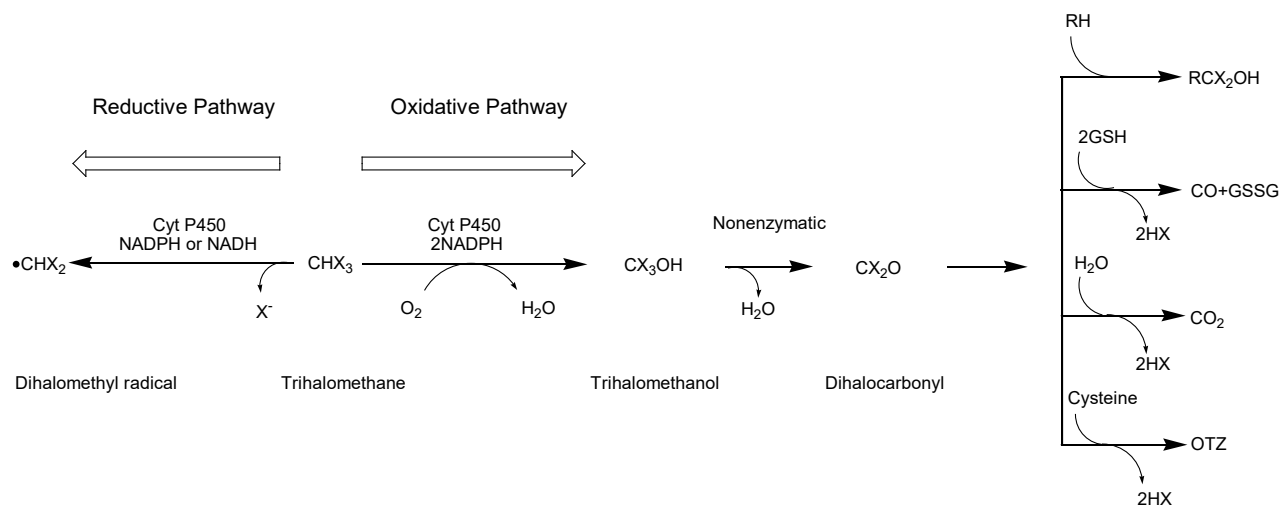 RH
RCX₂OH
Reductive Pathway
Oxidative Pathway
2GSH
CO+GSSG
2HX
Cyt P450
NADPH or NADH
Cyt P450
2NADPH
Nonenzymatic
•CHX₂
CHX₃
CX₃OH
CX₂O
X⁻
O₂
H₂O
H₂O
H₂O
CO₂
2HX
Dihalomethyl radical
Trihalomethane
Trihalomethanol
Dihalocarbonyl
Cysteine
OTZ
2HX